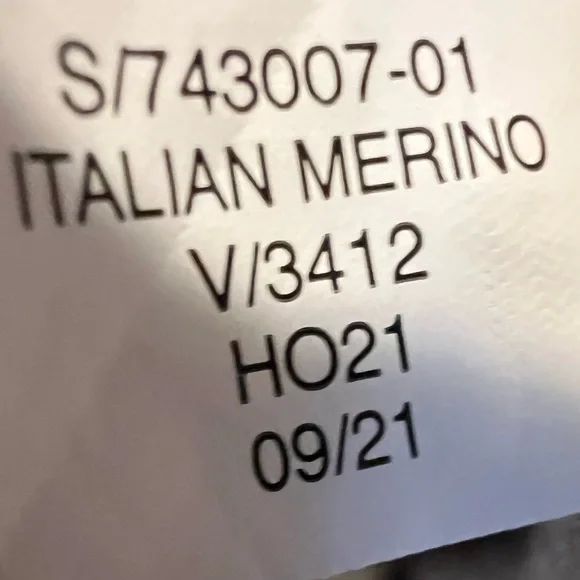 S/743007-01
ITALIAN MERINO
V/3412
HO21
09/21